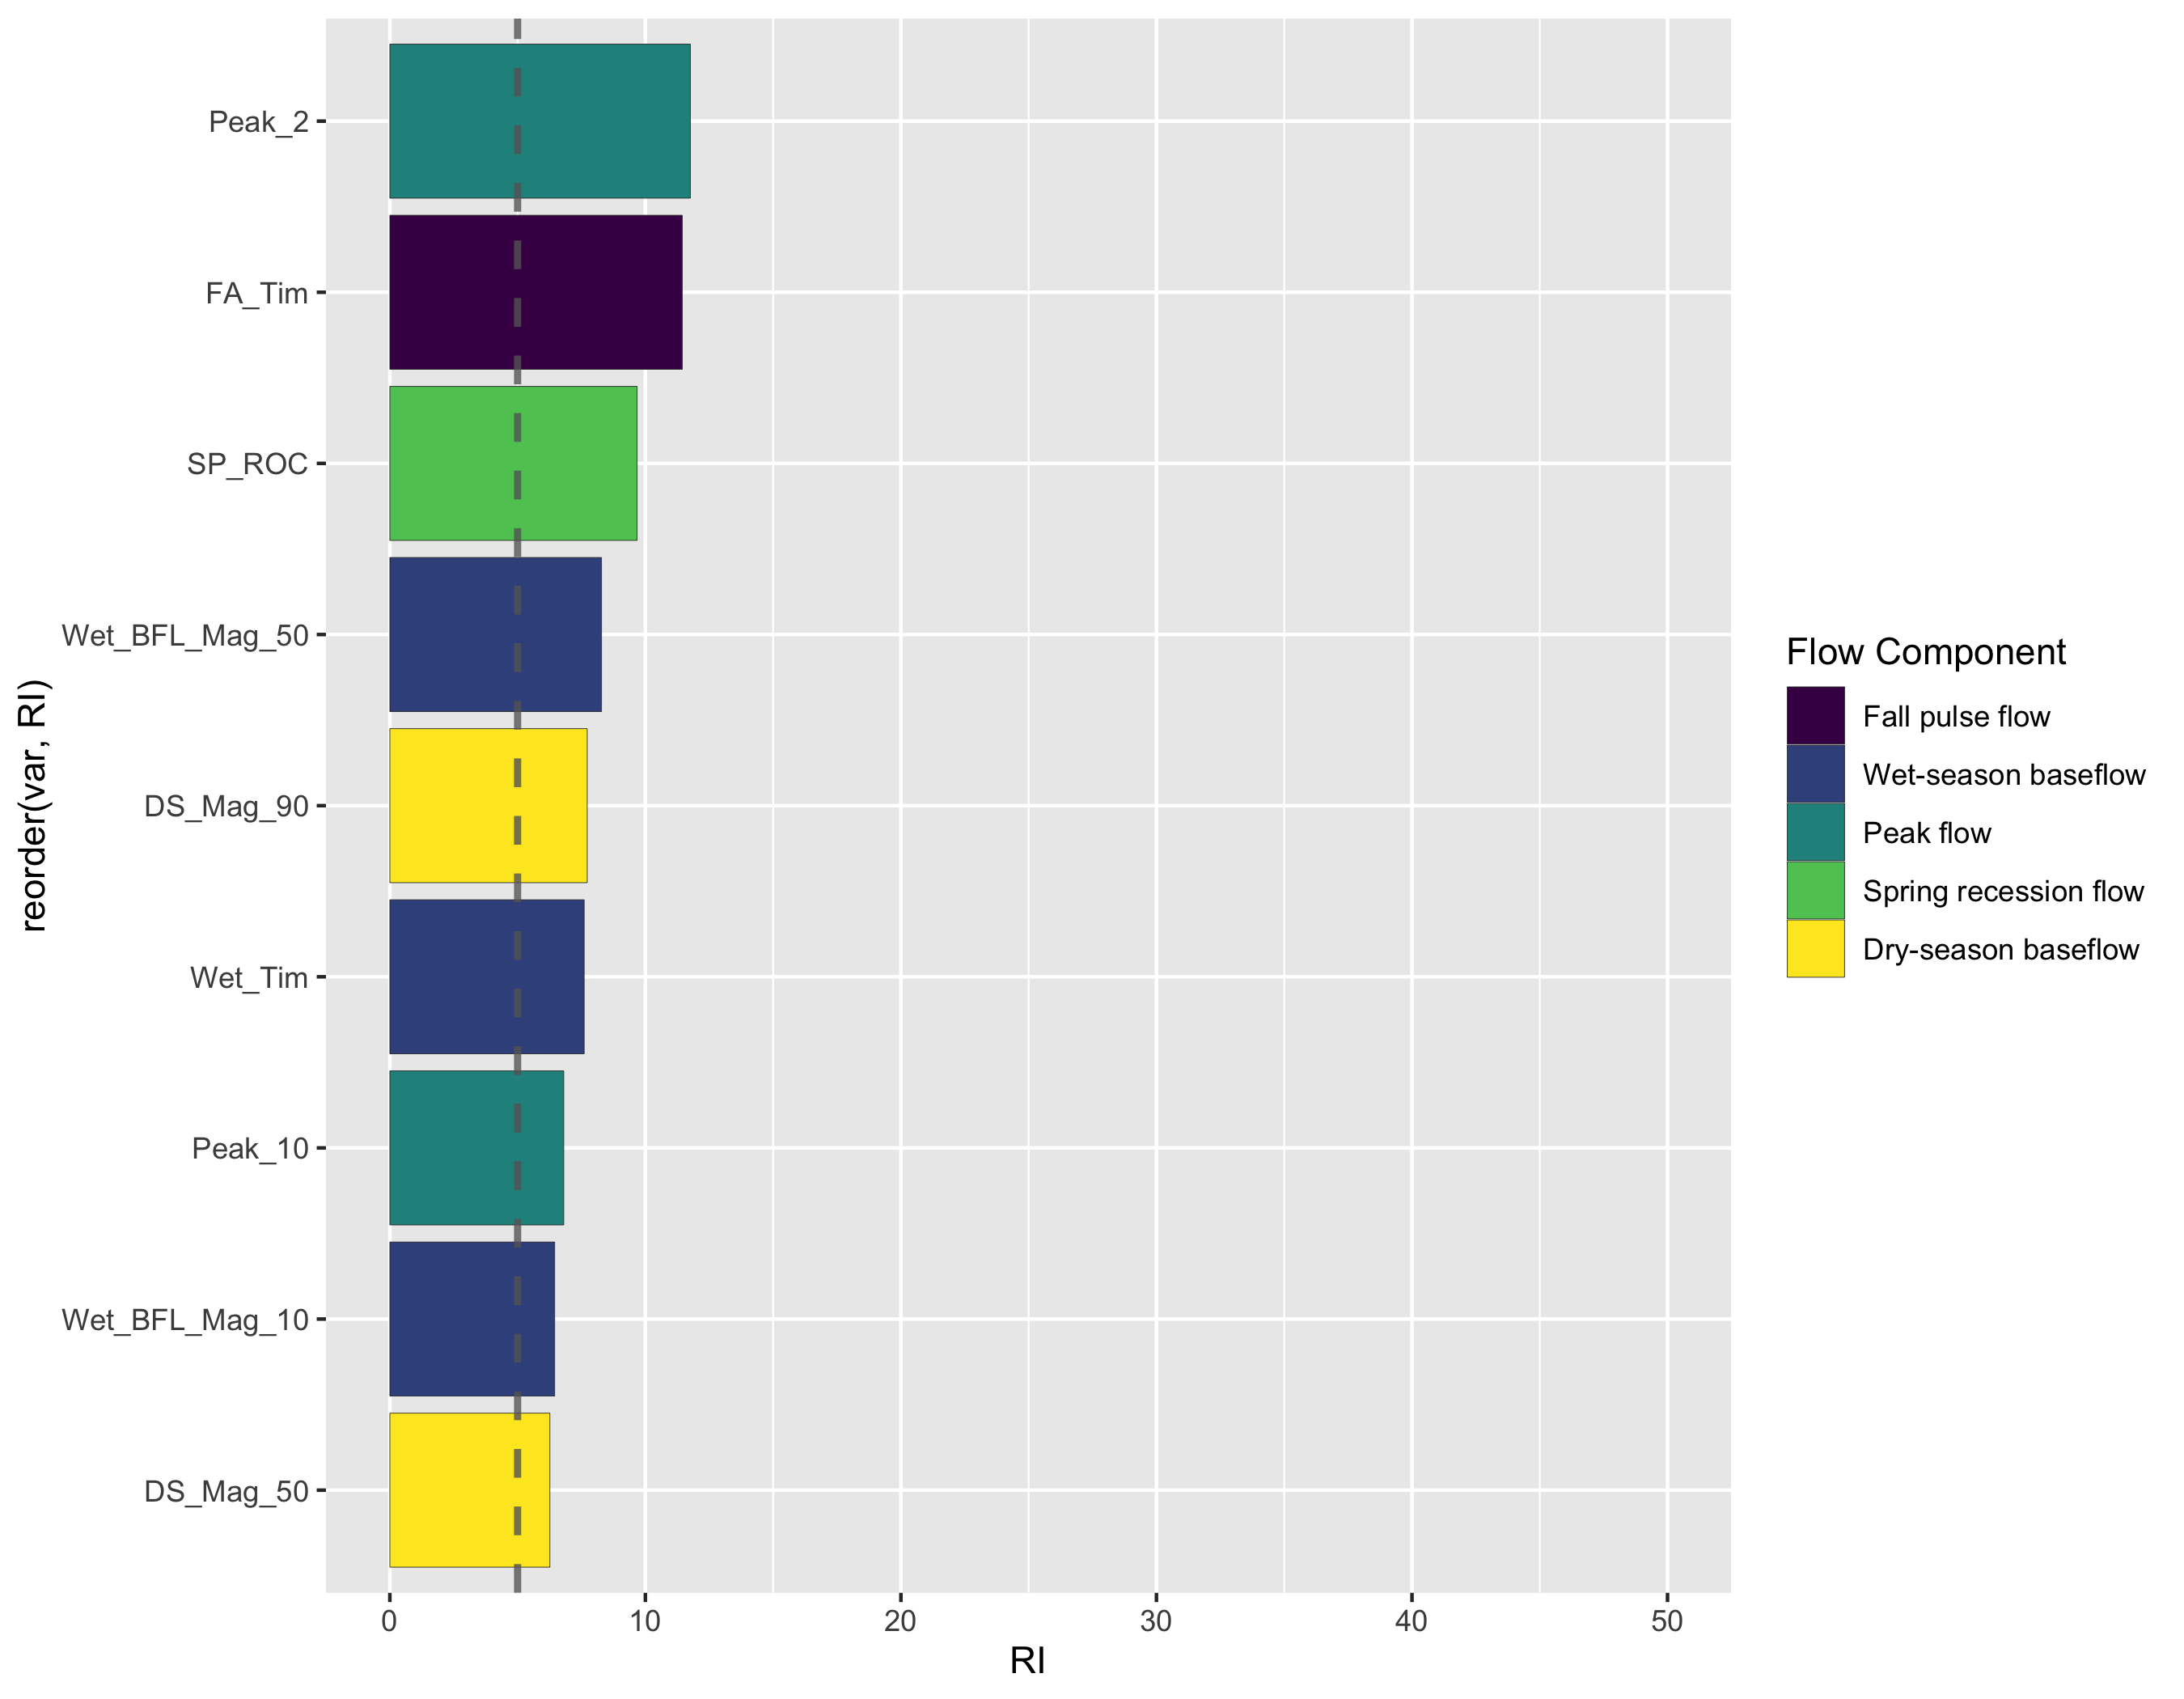 reorder(var, RI)
Peak_2
FA_Tim
SP_ROC
Wet_BFL_Mag_50
DS_Mag_90
Wet_Tim
Peak_10
Wet_BFL_Mag_10
DS_Mag_50
0 10 20 30 40 50
RI
Flow Component
Fall pulse flow
Wet-season baseflow
Peak flow
Spring recession flow
Dry-season baseflow